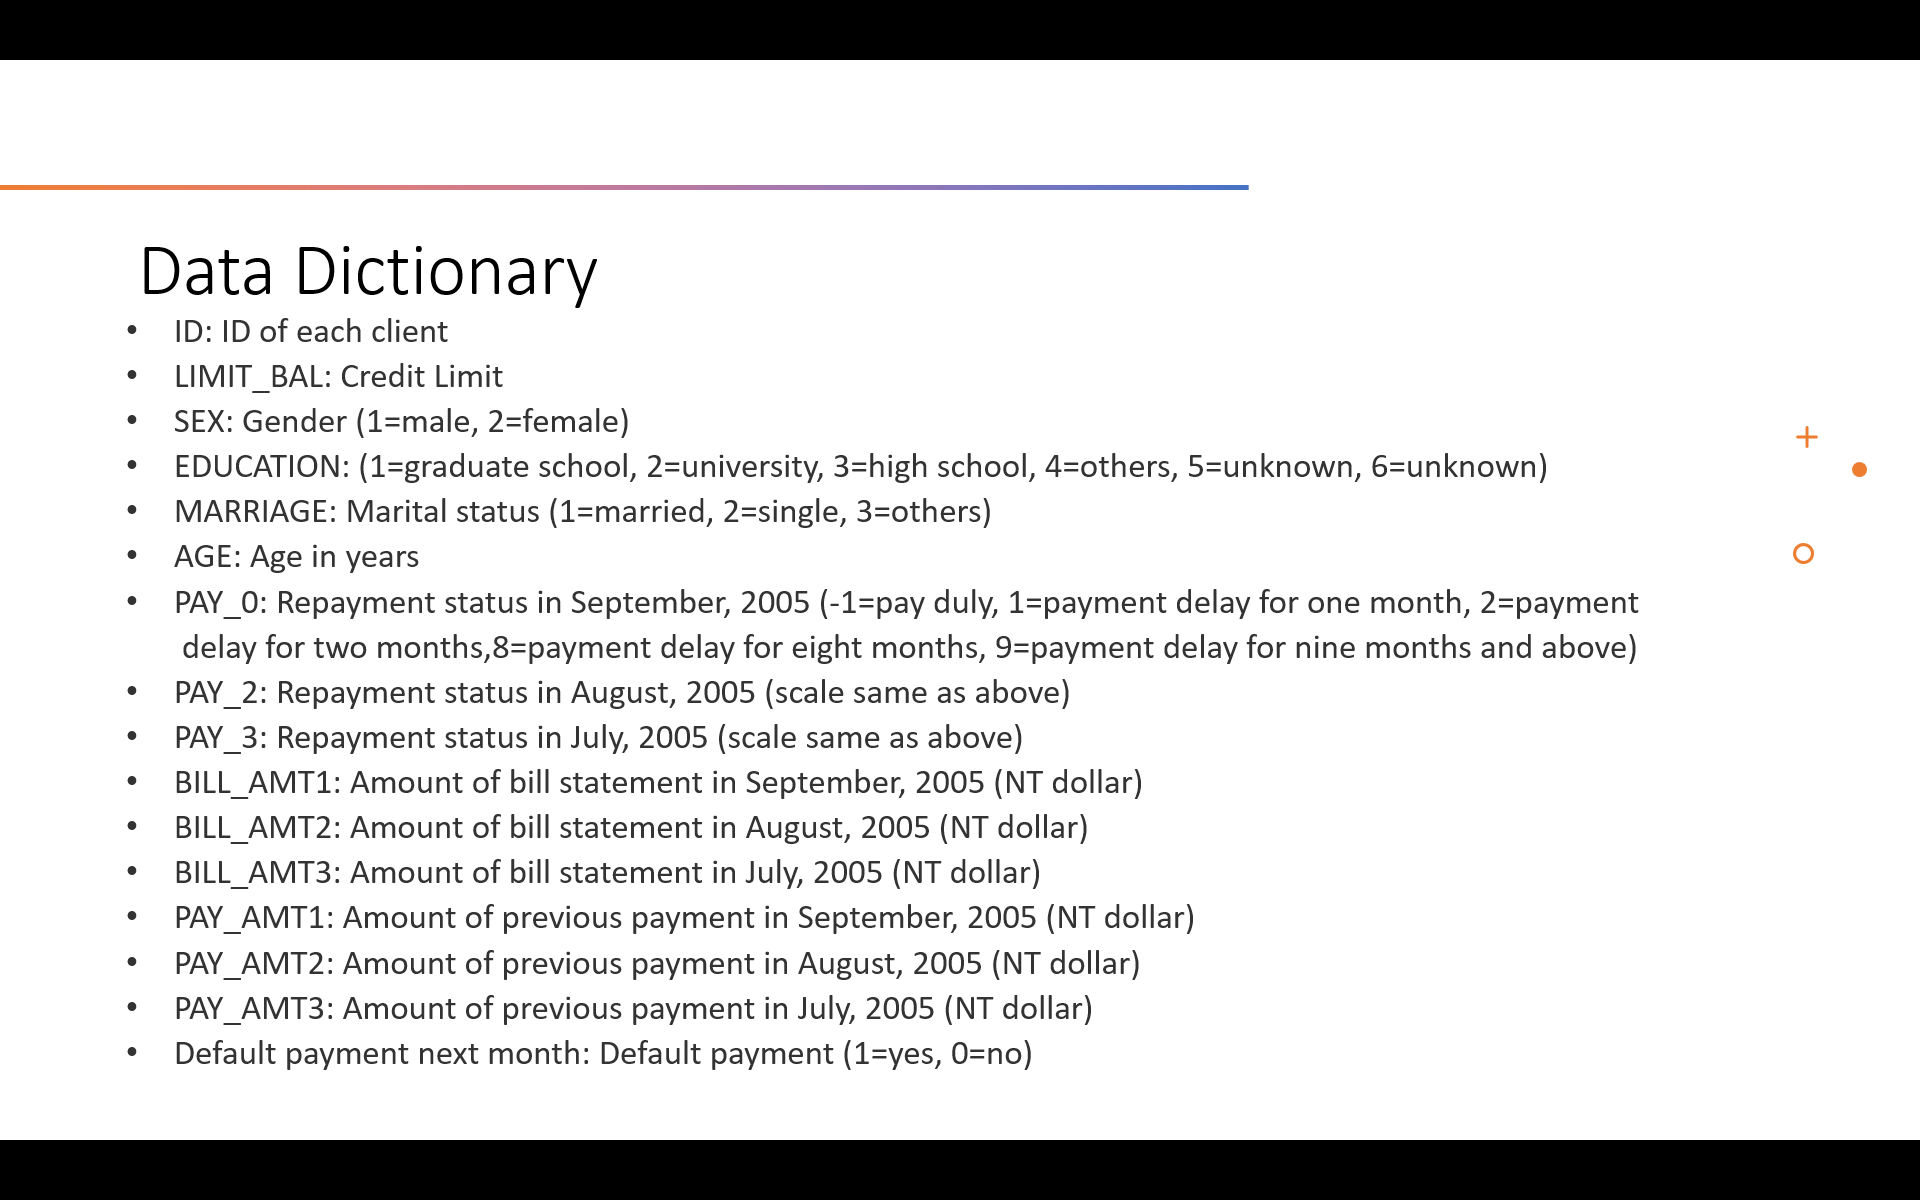 Data Dictionary
• ID: ID of each client
• LIMIT_BAL: Credit Limit
• SEX: Gender (1=male, 2=female)
• EDUCATION: (1=graduate school, 2=university, 3=high school, 4=others, 5=unknown, 6=unknown)
• MARRIAGE: Marital status (1=married, 2=single, 3=others)
• AGE: Age in years
• PAY_0: Repayment status in September, 2005 (-1=pay duly, 1=payment delay for one month, 2=payment
delay for two months,8=payment delay for eight months, 9=payment delay for nine months and above)
• PAY_2: Repayment status in August, 2005 (scale same as above)
• PAY_3: Repayment status in July, 2005 (scale same as above)
• BILL_AMT1: Amount of bill statement in September, 2005 (NT dollar)
• BILL_AMT2: Amount of bill statement in August, 2005 (NT dollar)
• BILL_AMT3: Amount of bill statement in July, 2005 (NT dollar)
• PAY_AMT1: Amount of previous payment in September, 2005 (NT dollar)
• PAY_AMT2: Amount of previous payment in August, 2005 (NT dollar)
• PAY_AMT3: Amount of previous payment in July, 2005 (NT dollar)
• Default payment next month: Default payment (1=yes, 0=no)